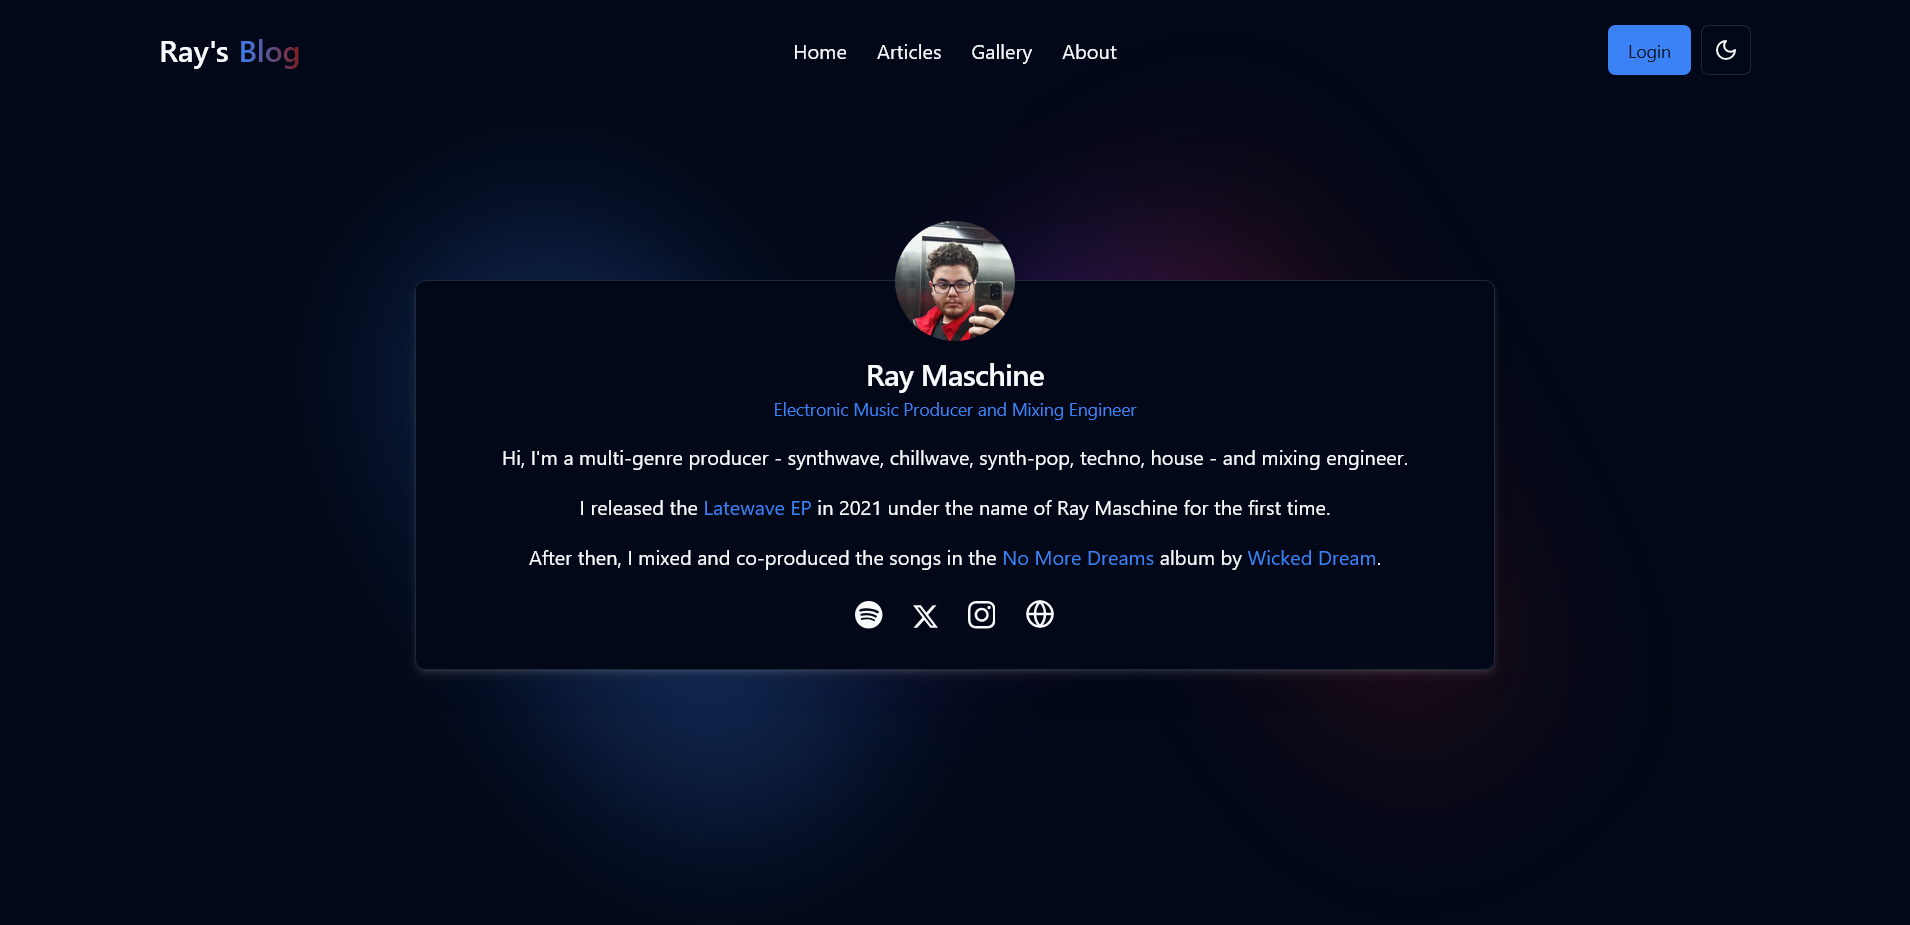 Ray's Blog
Home Articles Gallery About
Login
Ray Maschine
Electronic Music Producer and Mixing Engineer
Hi, I'm a multi-genre producer - synthwave, chillwave, synth-pop, techno, house - and mixing engineer.
I released the Latewave EP in 2021 under the name of Ray Maschine for the first time.
After then, I mixed and co-produced the songs in the No More Dreams album by Wicked Dream.